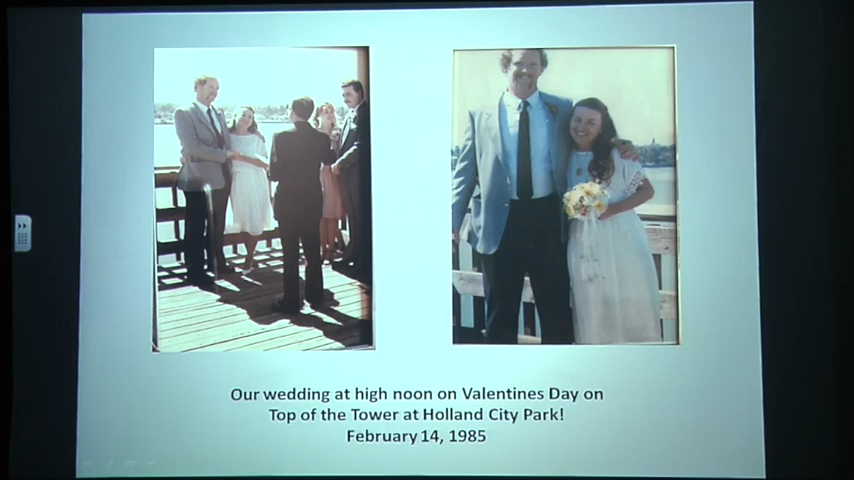 Our wedding at high noon on Valentines Day on
Top of the Tower at Holland City Park!
February 14, 1985